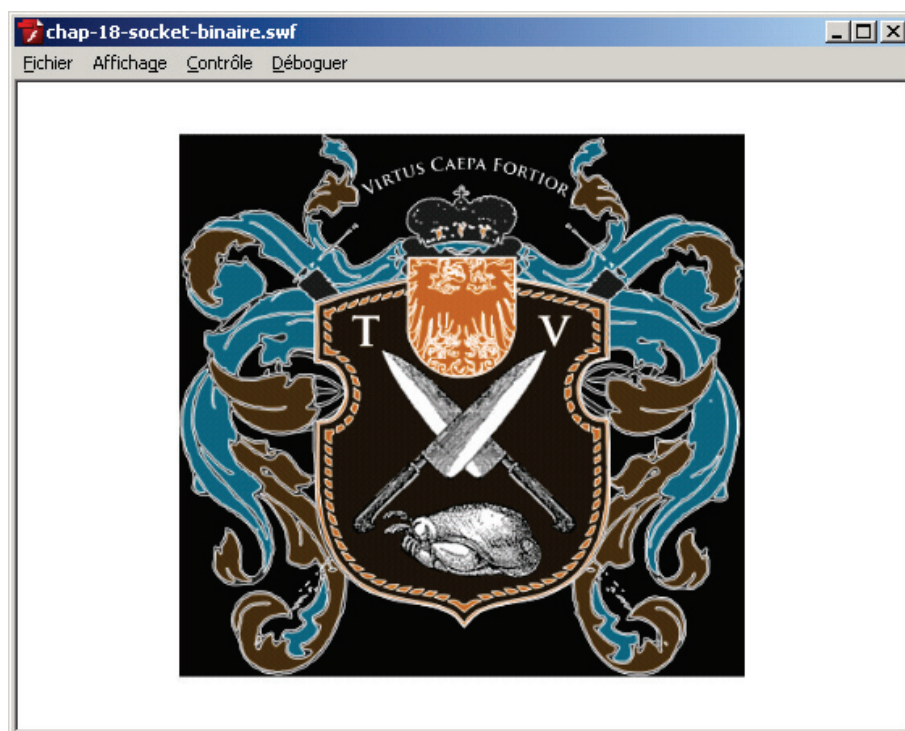 chap-18-socket-binaire.swf
Fichier Affichage Contrôle Déboguer
VIRTUS CAEPA FORTIOR
T V